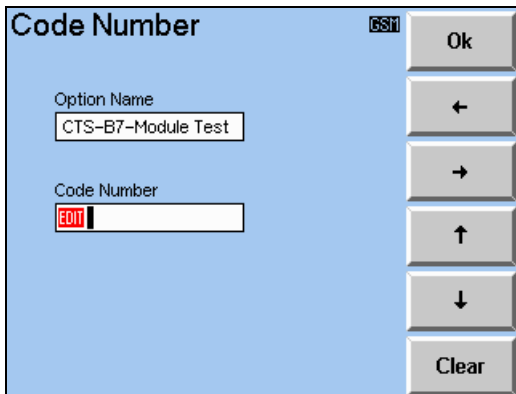 Code Number
GSM
Ok
Option Name
CTS-B7-Module Test
←
→
Code Number
EDIT
↑
↓
Clear